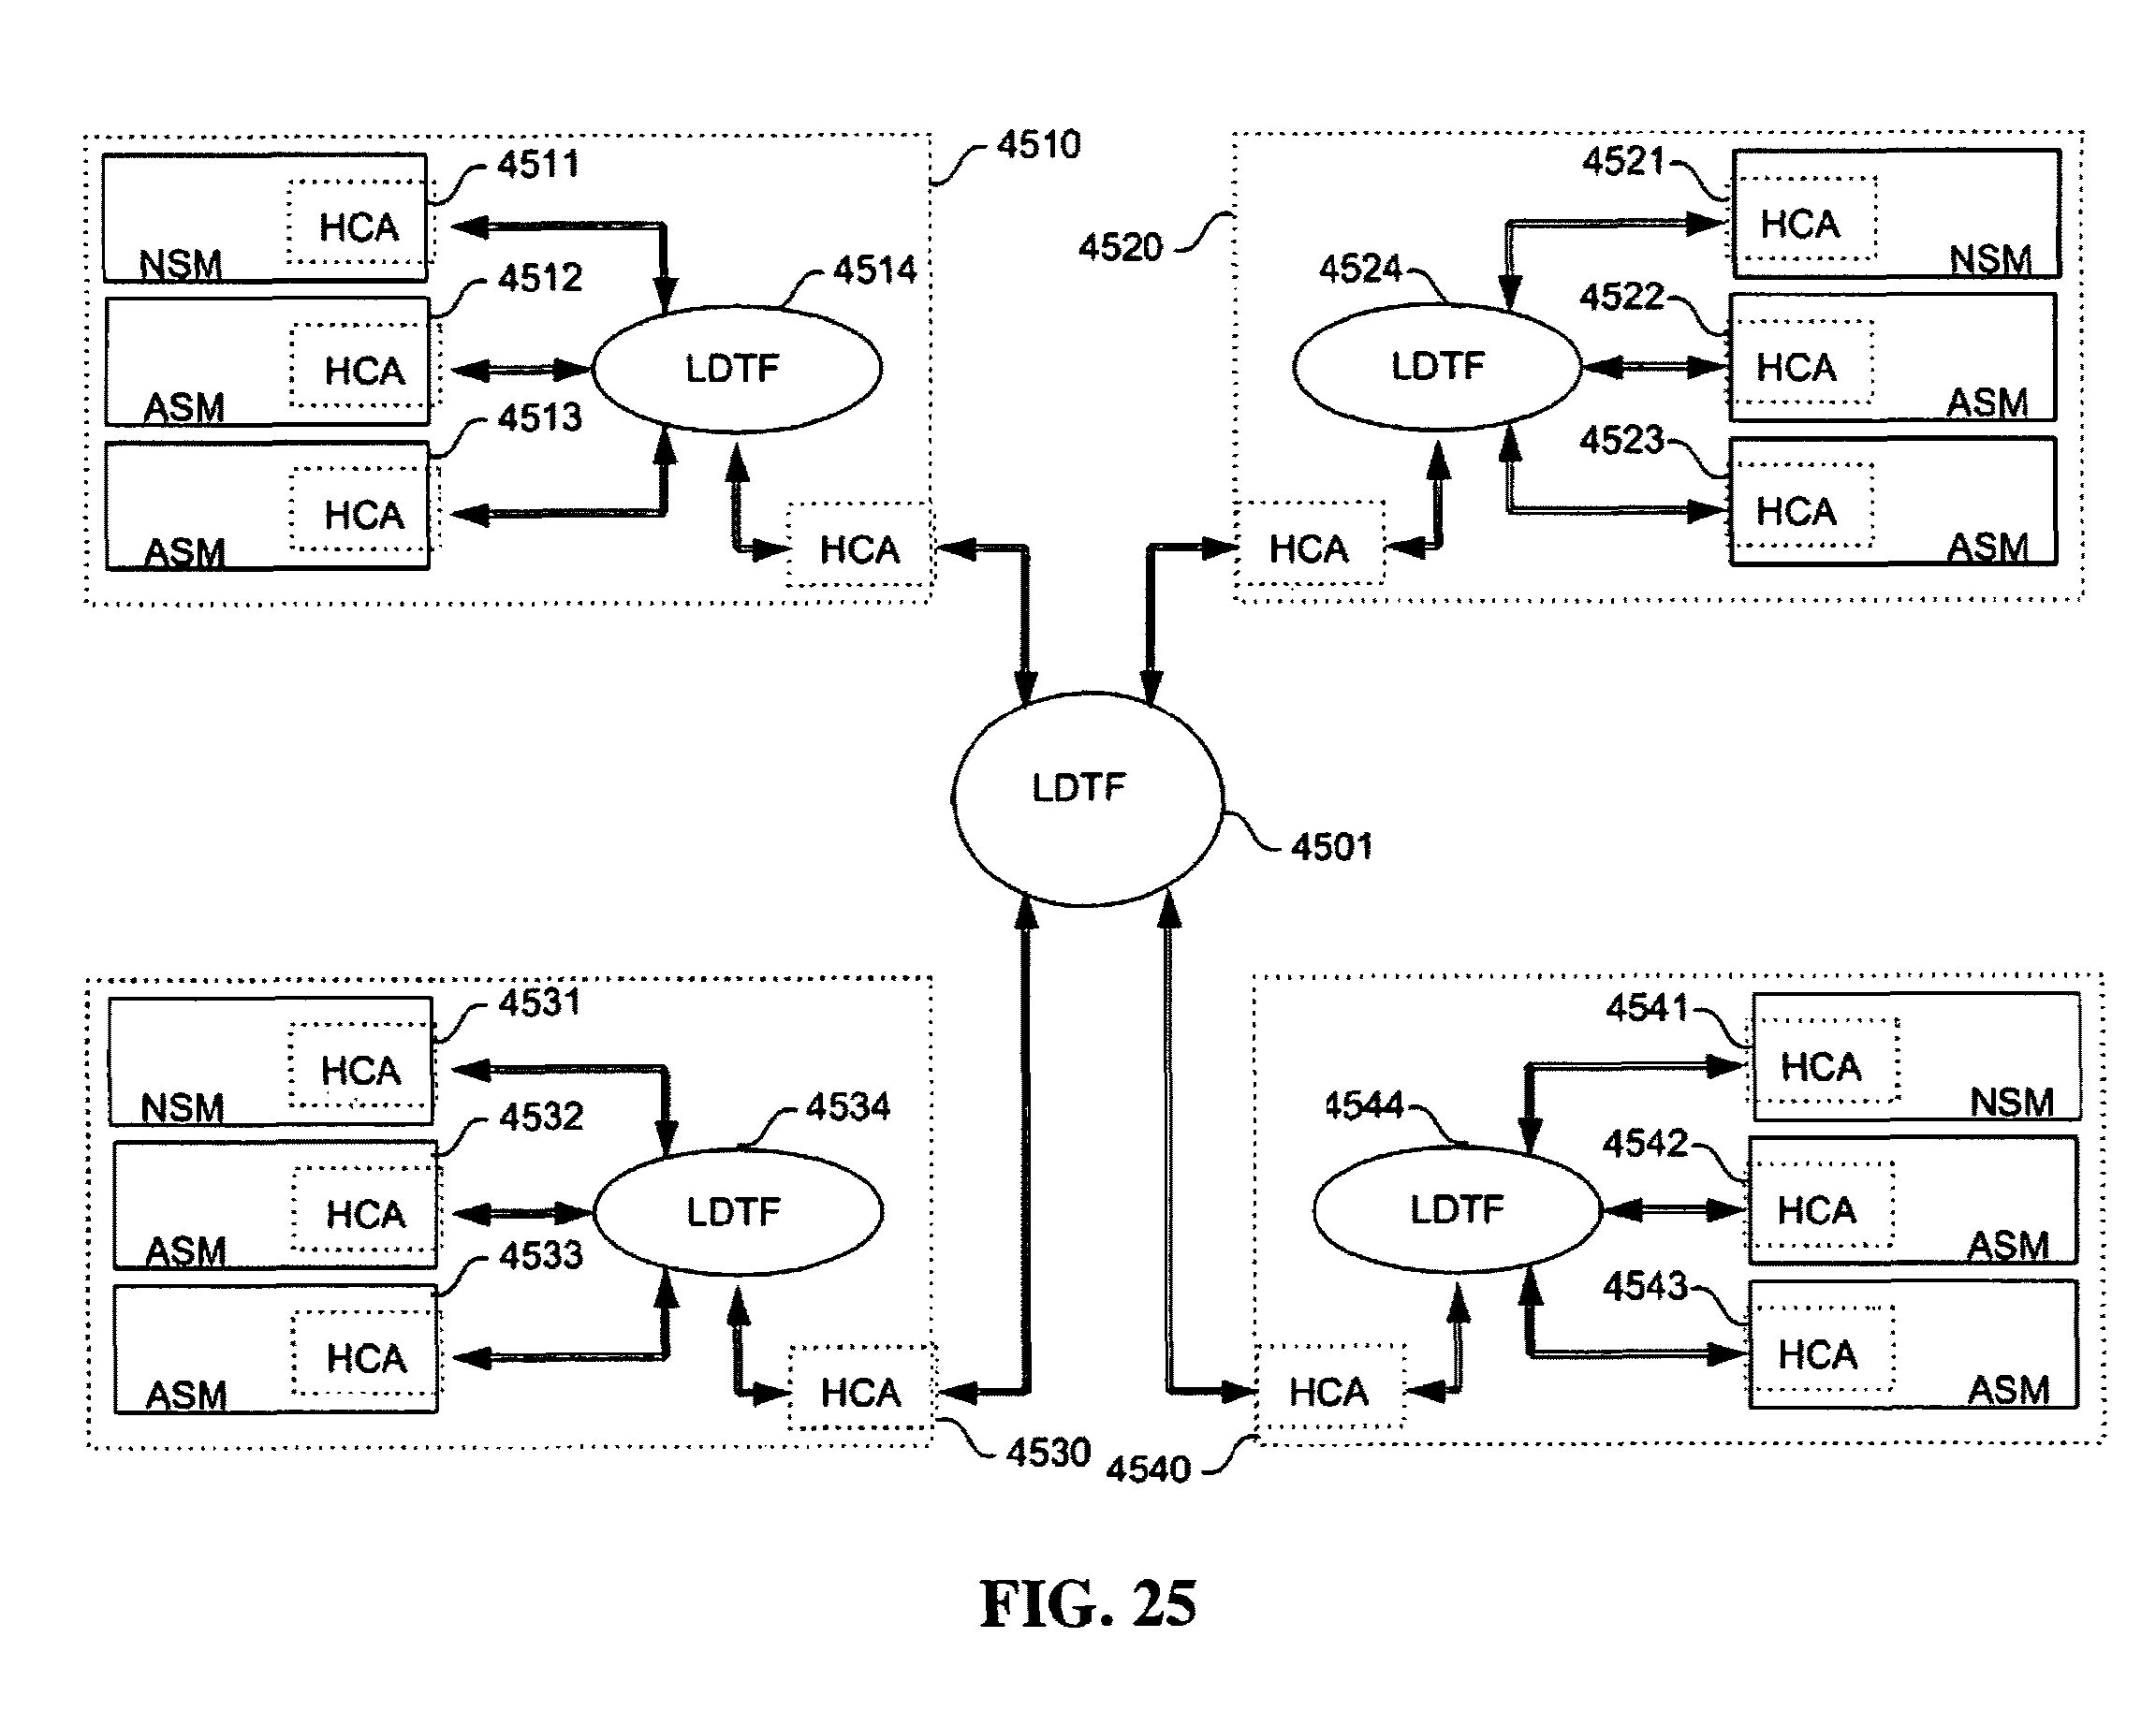 4510
4511
HCA
NSM
4512
HCA
ASM
4513
HCA
ASM
4514
LDTF
HCA
4520
4521
HCA
NSM
4522
HCA
ASM
4523
HCA
ASM
4524
LDTF
HCA
LDTF
4501
4531
HCA
NSM
4532
HCA
ASM
4533
HCA
ASM
4534
LDTF
HCA
4530
4541
HCA
NSM
4542
HCA
ASM
4543
HCA
ASM
4544
LDTF
HCA
4540
FIG. 25